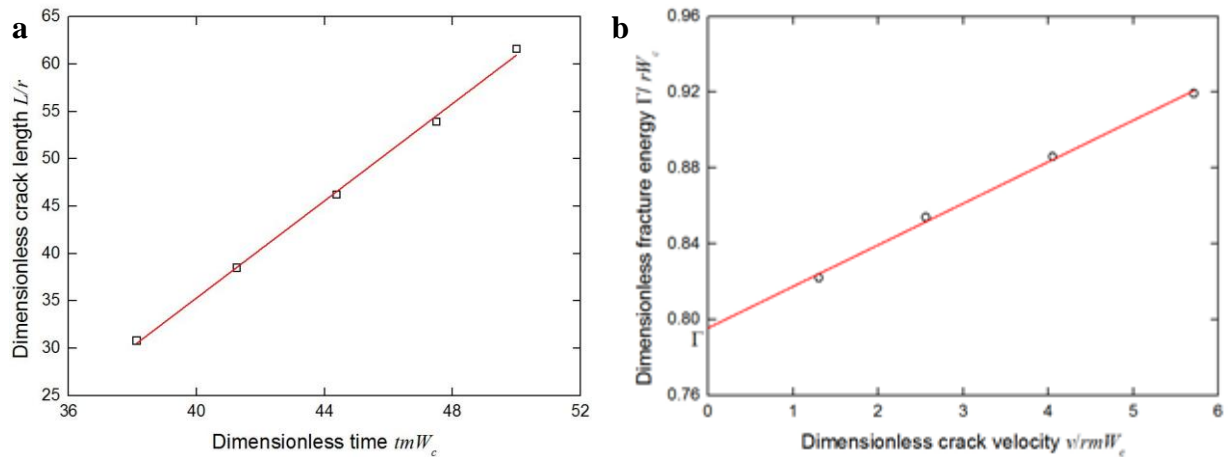 a
65
60
55
50
45
40
35
30
25
Dimensionless crack length L/r
36 40 44 48 52
Dimensionless time tmW_c
b
0.96
0.92
0.88
0.84
0.80
Γ
0.76
Dimensionless fracture energy Γ/rW_c
0 1 2 3 4 5 6
Dimensionless crack velocity v/rmW_c